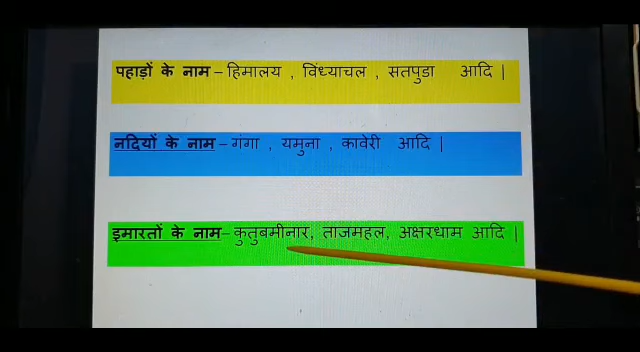 पहाड़ों के नाम – हिमालय , विंध्याचल , सतपुडा आदि |
नदियों के नाम – गंगा , यमुना , कावेरी आदि |
इमारतों के नाम – कुतुबमीनार, ताजमहल, अक्षरधाम आदि |